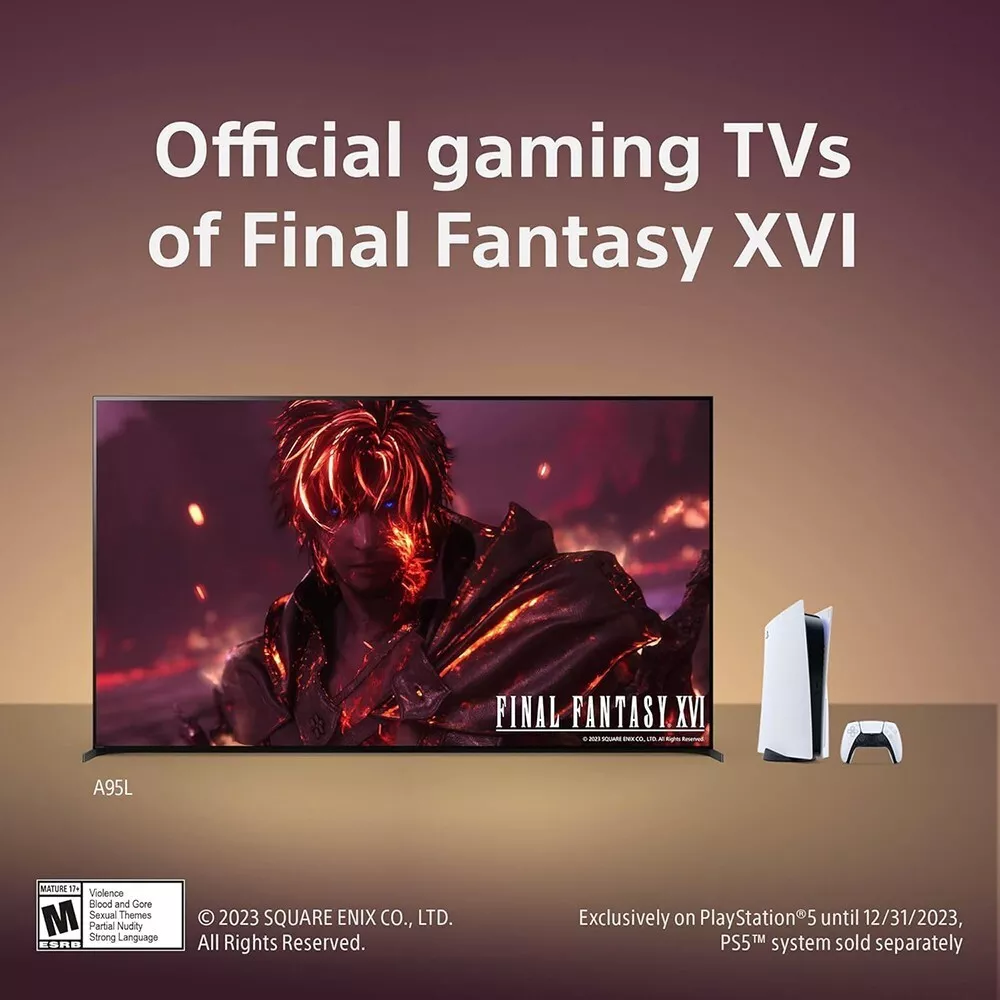 Official gaming TVs
of Final Fantasy XVI
FINAL FANTASY XVI
© 2023 SQUARE ENIX CO., LTD. All Rights Reserved.
A95L
MATURE 17+
M
ESRB
Violence
Blood and Gore
Sexual Themes
Partial Nudity
Strong Language
© 2023 SQUARE ENIX CO., LTD.
All Rights Reserved.
Exclusively on PlayStation®5 until 12/31/2023,
PS5™ system sold separately